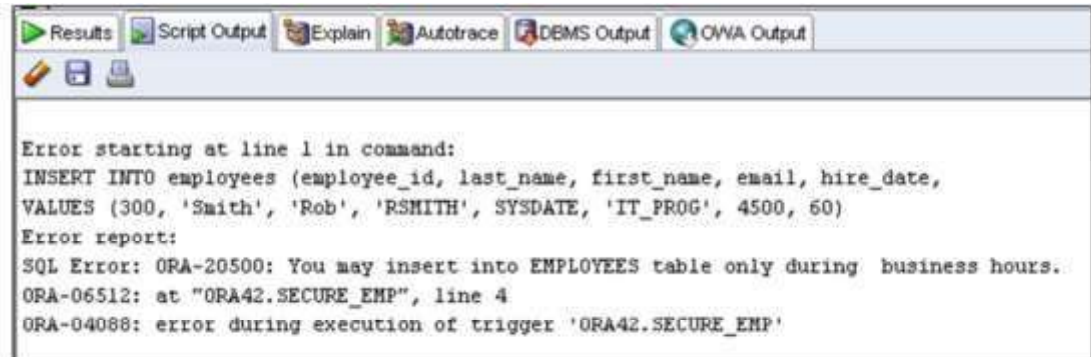 Results Script Output Explain Autotrace DBMS Output OWA Output
Error starting at line 1 in command:
INSERT INTO employees (employee_id, last_name, first_name, email, hire_date,
VALUES (300, 'Smith', 'Rob', 'RSMITH', SYSDATE, 'IT_PROG', 4500, 60)
Error report:
SQL Error: ORA-20500: You may insert into EMPLOYEES table only during  business hours.
ORA-06512: at "ORA42.SECURE_EMP", line 4
ORA-04088: error during execution of trigger 'ORA42.SECURE_EMP'